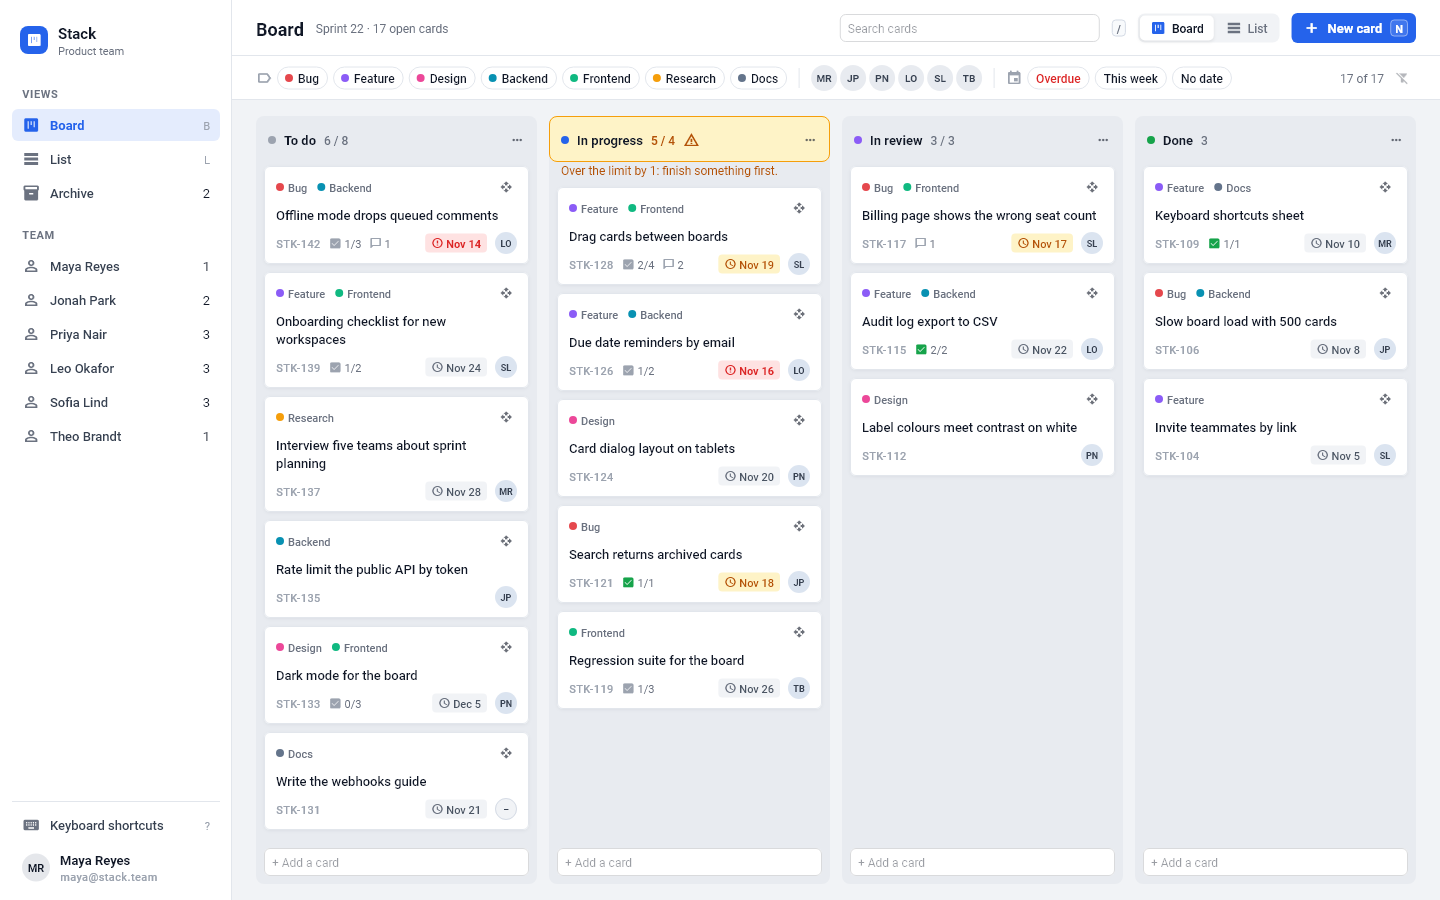 Stack
Product team
VIEWS
Board B
List L
Archive 2
TEAM
Maya Reyes 1
Jonah Park 2
Priya Nair 3
Leo Okafor 3
Sofia Lind 3
Theo Brandt 1
Keyboard shortcuts ?
MR Maya Reyes
maya@stack.team
Board Sprint 22 · 17 open cards Search cards / Board List + New card N
Bug Feature Design Backend Frontend Research Docs MR JP PN LO SL TB Overdue This week No date 17 of 17
To do 6 / 8
Bug Backend
Offline mode drops queued comments
STK-142 1/3 1 Nov 14 LO
Feature Frontend
Onboarding checklist for new
workspaces
STK-139 1/2 Nov 24 SL
Research
Interview five teams about sprint
planning
STK-137 Nov 28 MR
Backend
Rate limit the public API by token
STK-135 JP
Design Frontend
Dark mode for the board
STK-133 0/3 Dec 5 PN
Docs
Write the webhooks guide
STK-131 Nov 21 –
+ Add a card
In progress 5 / 4
Over the limit by 1: finish something first.
Feature Frontend
Drag cards between boards
STK-128 2/4 2 Nov 19 SL
Feature Backend
Due date reminders by email
STK-126 1/2 Nov 16 LO
Design
Card dialog layout on tablets
STK-124 Nov 20 PN
Bug
Search returns archived cards
STK-121 1/1 Nov 18 JP
Frontend
Regression suite for the board
STK-119 1/3 Nov 26 TB
+ Add a card
In review 3 / 3
Bug Frontend
Billing page shows the wrong seat count
STK-117 1 Nov 17 SL
Feature Backend
Audit log export to CSV
STK-115 2/2 Nov 22 LO
Design
Label colours meet contrast on white
STK-112 PN
+ Add a card
Done 3
Feature Docs
Keyboard shortcuts sheet
STK-109 1/1 Nov 10 MR
Bug Backend
Slow board load with 500 cards
STK-106 Nov 8 JP
Feature
Invite teammates by link
STK-104 Nov 5 SL
+ Add a card